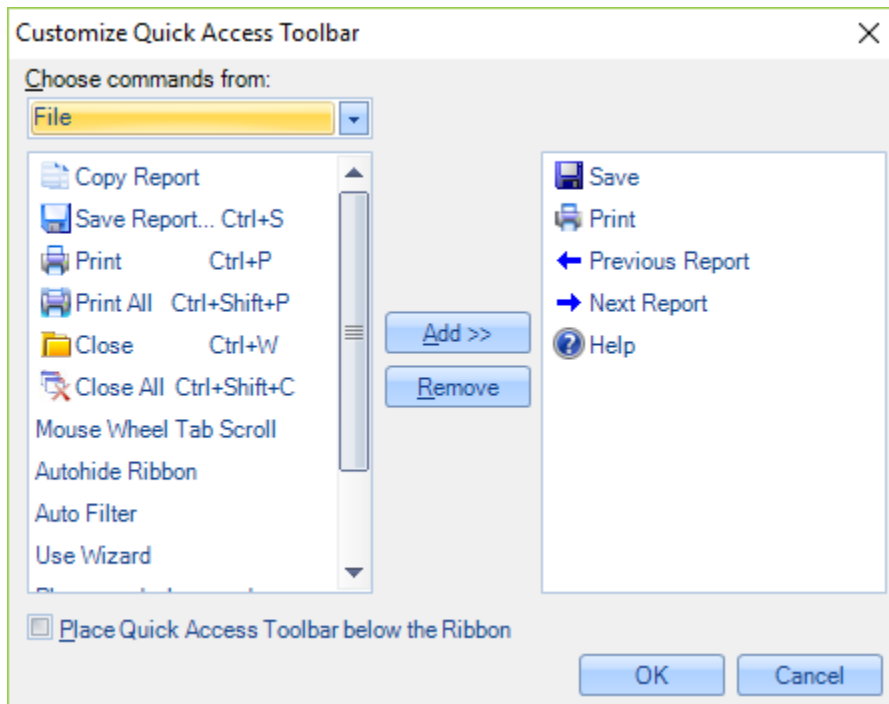 Customize Quick Access Toolbar
Choose commands from:
File
Copy Report
Save Report... Ctrl+S
Print Ctrl+P
Print All Ctrl+Shift+P
Close Ctrl+W
Close All Ctrl+Shift+C
Mouse Wheel Tab Scroll
Autohide Ribbon
Auto Filter
Use Wizard
Add >>
Remove
Save
Print
Previous Report
Next Report
Help
Place Quick Access Toolbar below the Ribbon
OK
Cancel